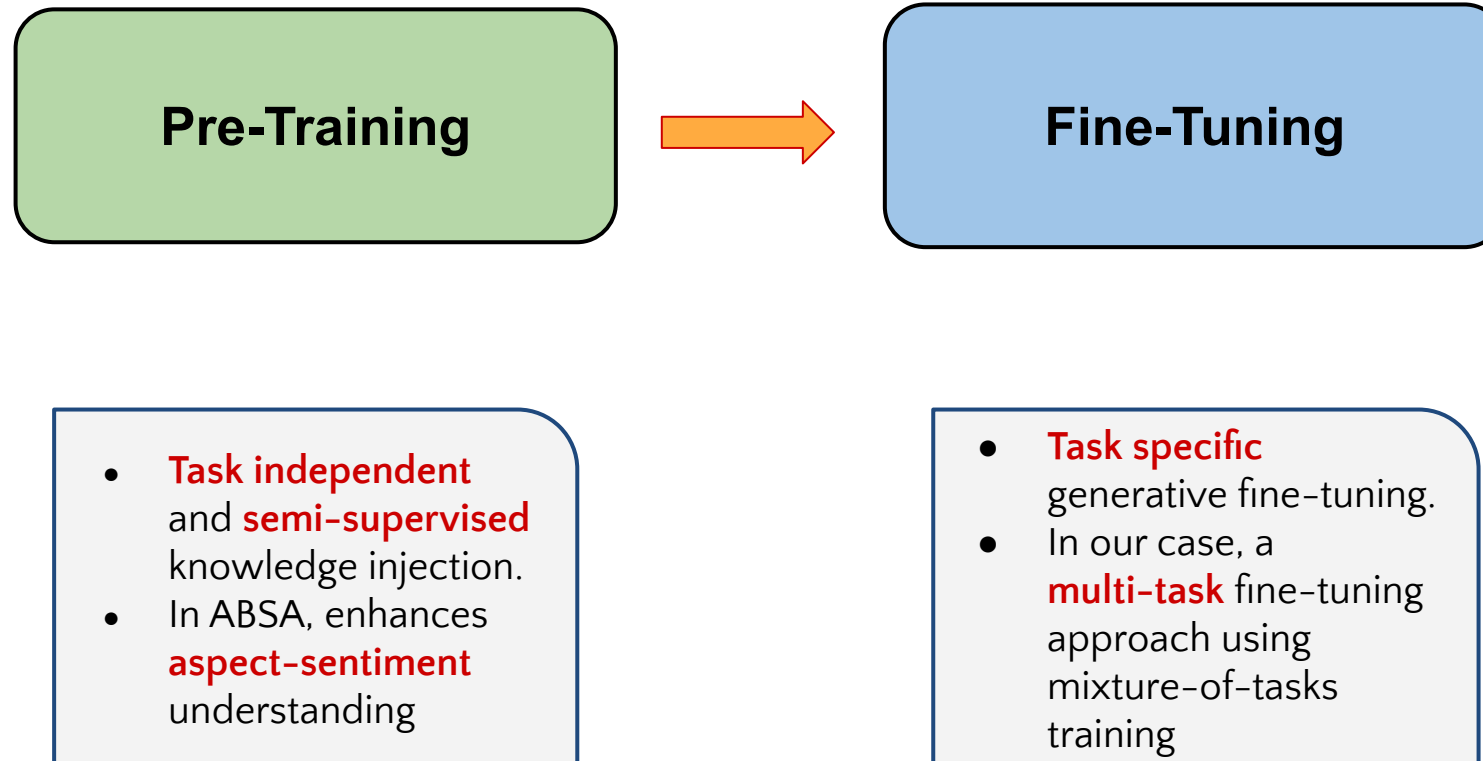 Pre-Training
Fine-Tuning
● Task independent
and semi-supervised
knowledge injection.
● In ABSA, enhances
aspect-sentiment
understanding
● Task specific
generative fine-tuning.
● In our case, a
multi-task fine-tuning
approach using
mixture-of-tasks
training